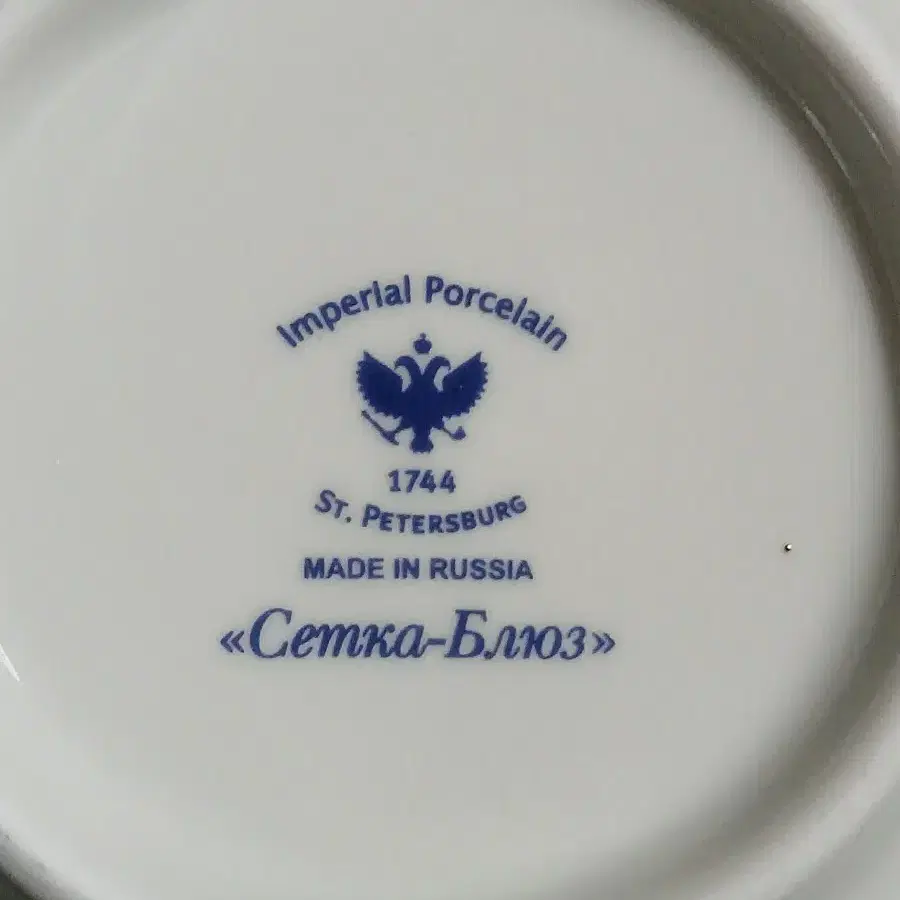 Imperial Porcelain
1744
St. Petersburg
MADE IN RUSSIA
«Сетка-Блюз»